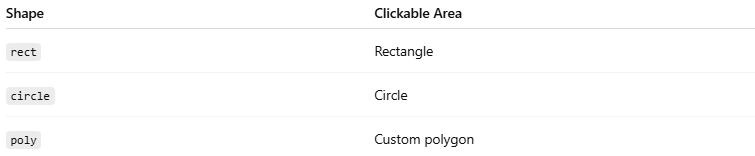 Shape Clickable Area
rect Rectangle
circle Circle
poly Custom polygon